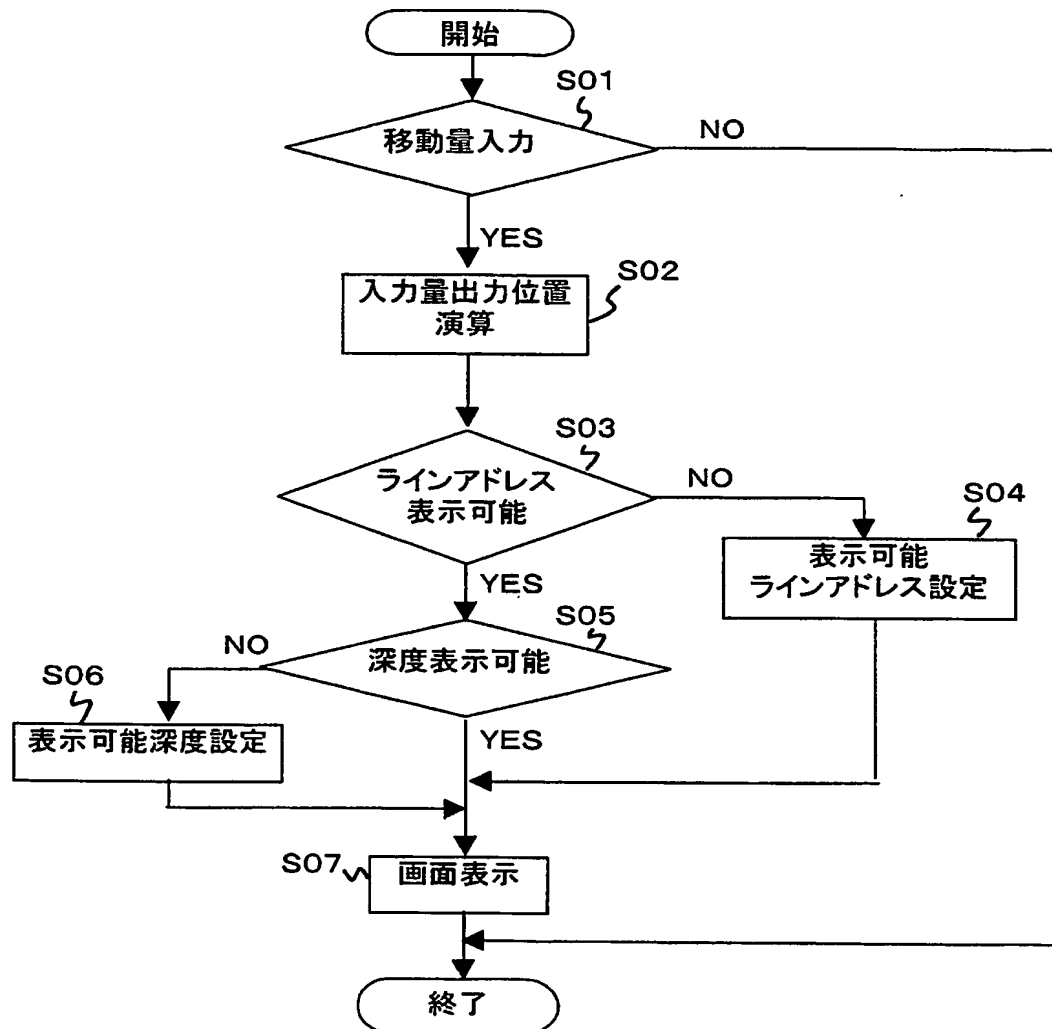 開始
S01
移動量入力
NO
YES
S02
入力量出力位置
演算
S03
ラインアドレス
表示可能
NO
S04
表示可能
ラインアドレス設定
YES
S05
深度表示可能
NO
S06
表示可能深度設定
YES
S07
画面表示
終了